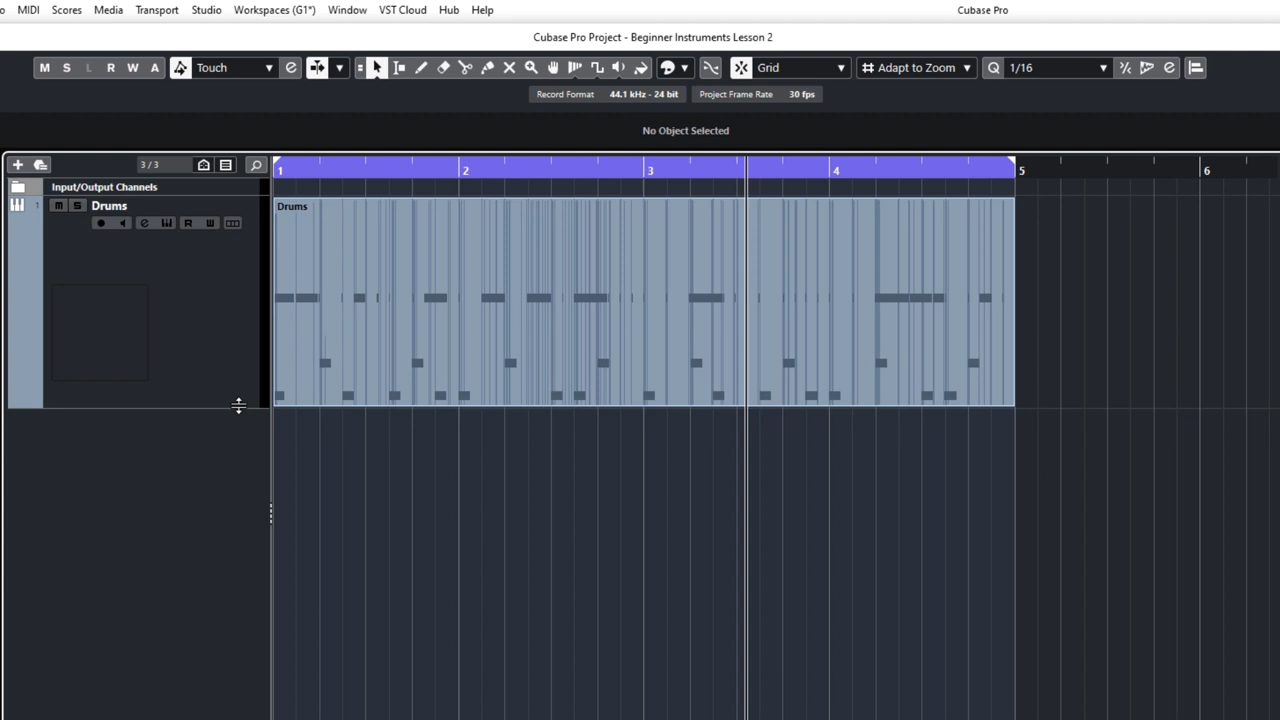 o MIDI Scores Media Transport Studio Workspaces (G1*) Window VST Cloud Hub Help Cubase Pro
Cubase Pro Project - Beginner Instruments Lesson 2
M S L R W A Touch e Grid Adapt to Zoom Q 1/16 e
Record Format 44.1 kHz - 24 bit Project Frame Rate 30 fps
No Object Selected
3 / 3 1 2 3 4 5 6
Input/Output Channels
1 m S Drums Drums
e R W